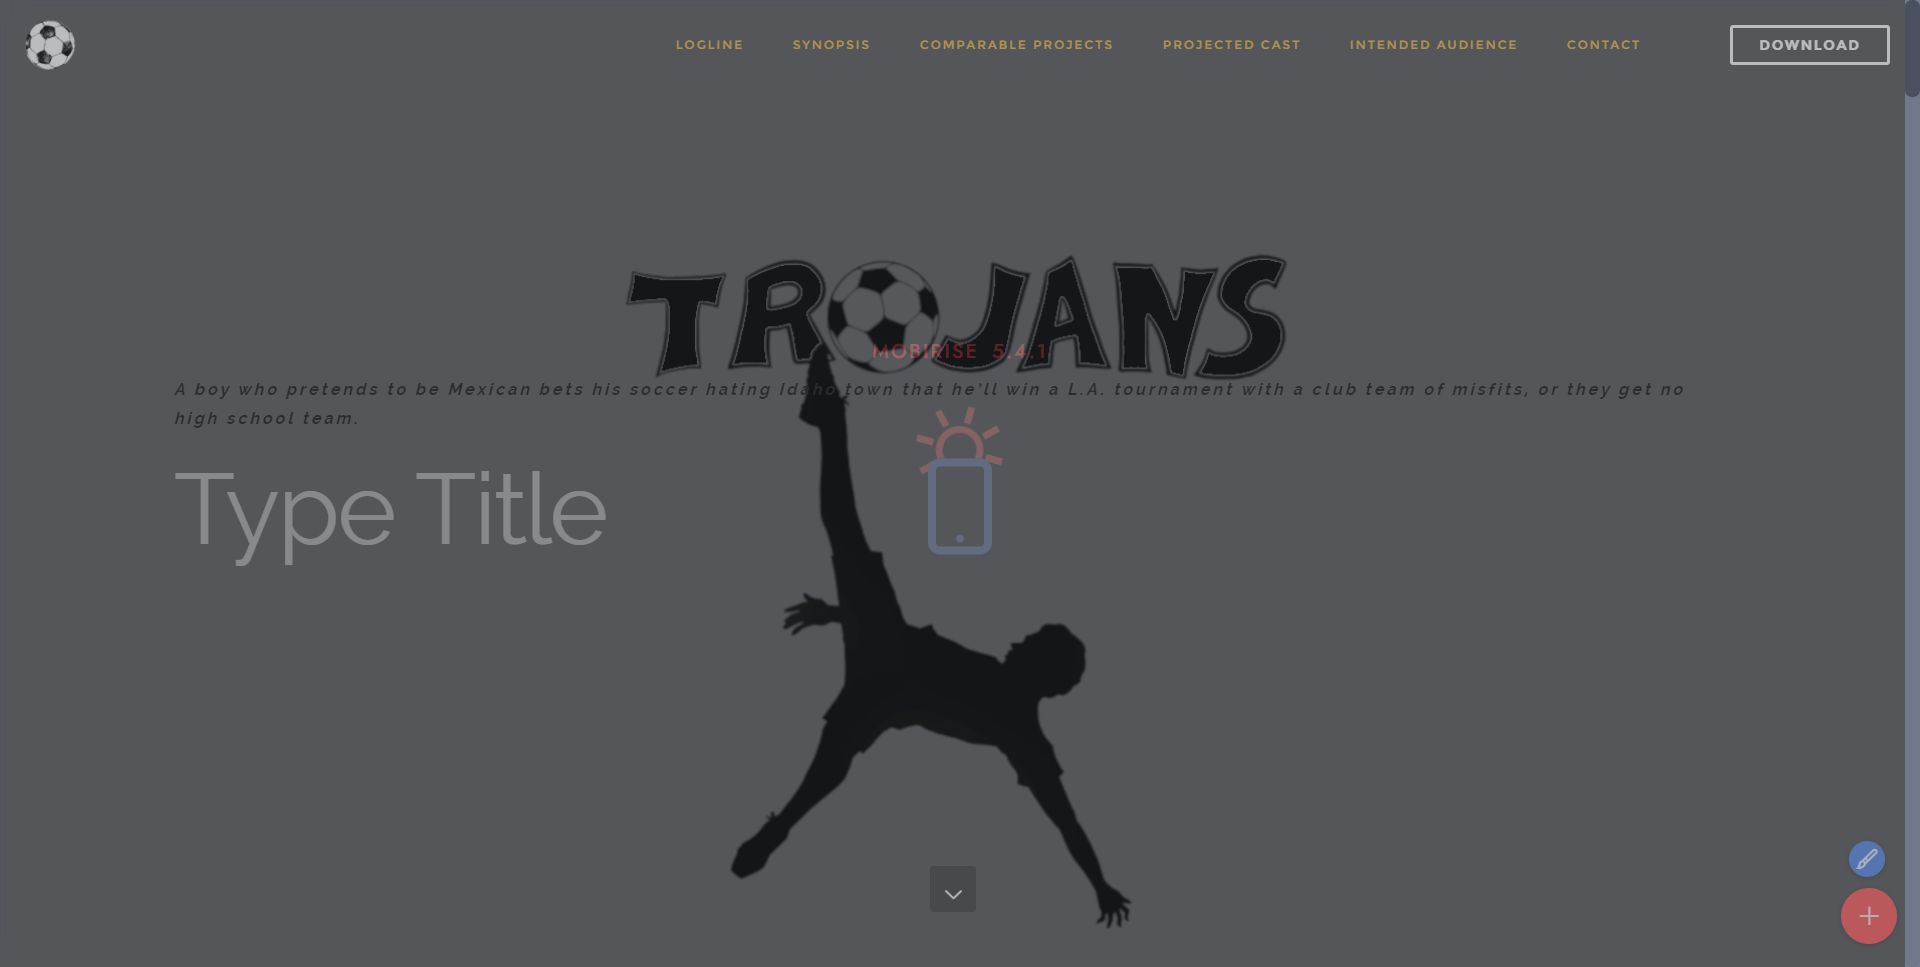 LOGLINE SYNOPSIS COMPARABLE PROJECTS PROJECTED CAST INTENDED AUDIENCE CONTACT DOWNLOAD
TROJANS
MOBIRISE 5.4.1
A boy who pretends to be Mexican bets his soccer hating Idaho town that he'll win a L.A. tournament with a club team of misfits, or they get no
high school team.
Type Title